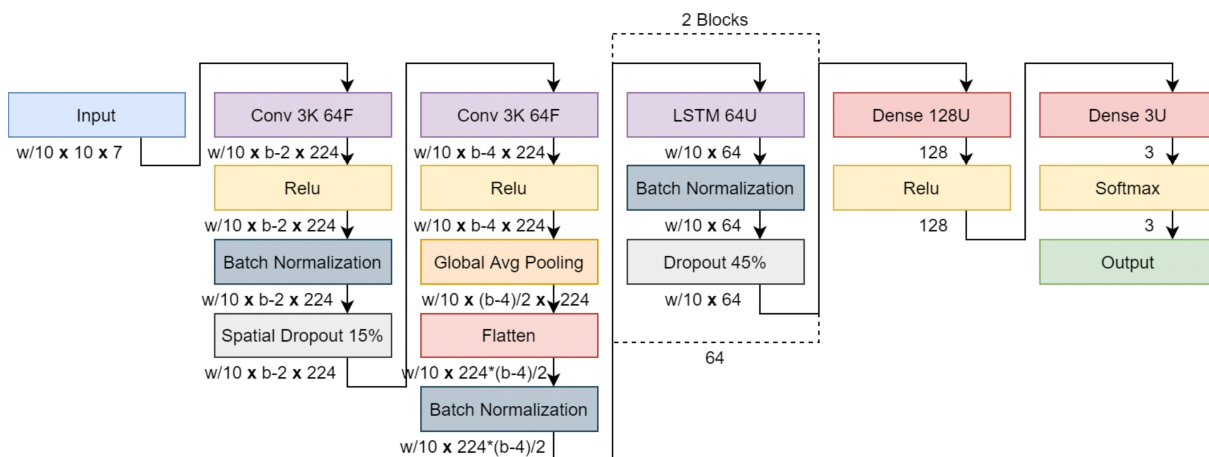 2 Blocks
Input
w/10 x 10 x 7
Conv 3K 64F
w/10 x b-2 x 224
Relu
w/10 x b-2 x 224
Batch Normalization
w/10 x b-2 x 224
Spatial Dropout 15%
w/10 x b-2 x 224
Conv 3K 64F
w/10 x b-4 x 224
Relu
w/10 x b-4 x 224
Global Avg Pooling
w/10 x (b-4)/2 x 224
Flatten
w/10 x 224*(b-4)/2
Batch Normalization
w/10 x 224*(b-4)/2
LSTM 64U
w/10 x 64
Batch Normalization
w/10 x 64
Dropout 45%
w/10 x 64
64
Dense 128U
128
Relu
128
Dense 3U
3
Softmax
3
Output